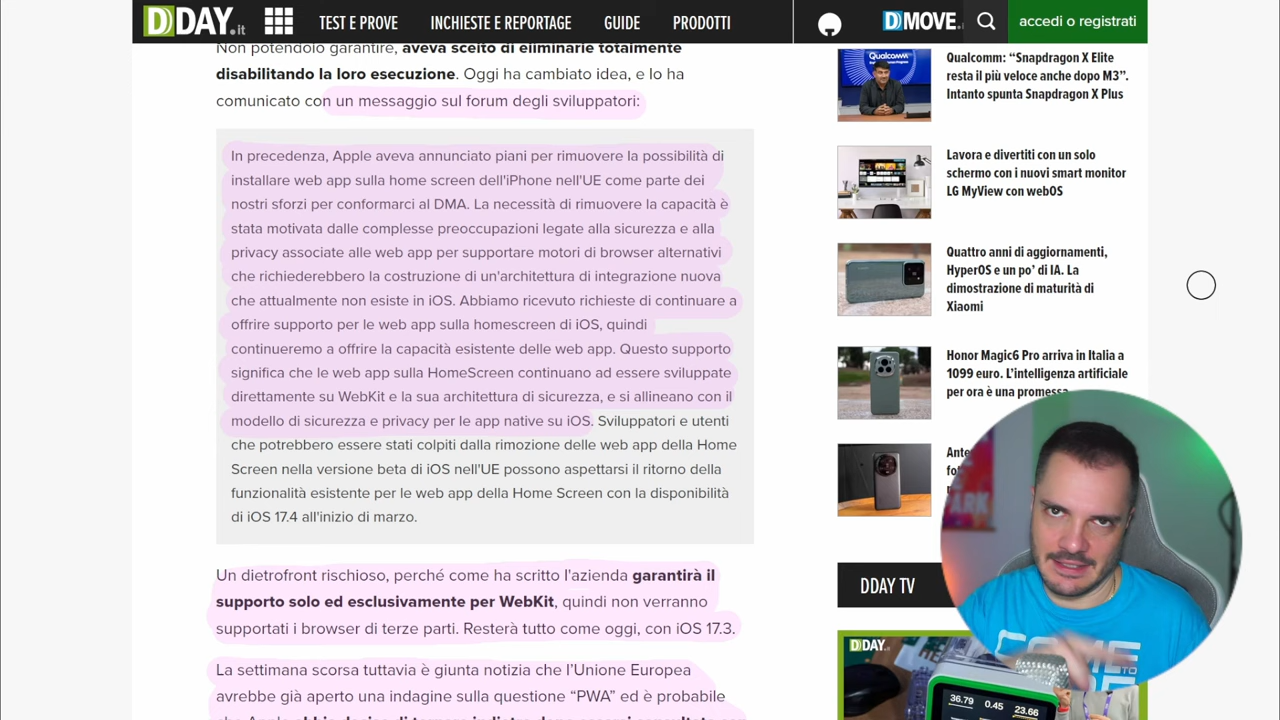 DDAY.it
TEST E PROVE
INCHIESTE E REPORTAGE
GUIDE
PRODOTTI
DMOVE.
accedi o registrati
Non potendolo garantire, aveva scelto di eliminarle totalmente
disabilitando la loro esecuzione. Oggi ha cambiato idea, e lo ha
comunicato con un messaggio sul forum degli sviluppatori:
In precedenza, Apple aveva annunciato piani per rimuovere la possibilità di
installare web app sull'iPhone nell'UE come parte dei
nostri sforzi per conformarci al DMA. La necessità di rimuovere la capacità è
stata motivata dalle complesse preoccupazioni legate alla sicurezza e alla
privacy associate alle web app per supportare motori di browser alternativi
che richiederebbero la costruzione di un'architettura di integrazione nuova
che attualmente non esiste in iOS. Abbiamo ricevuto richieste di continuare a
offrire supporto per le web app sulla homescreen di iOS, quindi
continueremo a offrire la capacità esistente delle web app. Questo supporto
significa che le web app sulla HomeScreen continuano ad essere sviluppate
direttamente su WebKit e la sua architettura di sicurezza, e si allineano con il
modello di sicurezza e privacy per le app native su iOS. Sviluppatori e utenti
che potrebbero essere stati colpiti dalla rimozione delle web app della Home
Screen nella versione beta di iOS nell'UE possono aspettarsi il ritorno della
funzionalità esistente per le web app della Home Screen con la disponibilità
di iOS 17.4 all'inizio di marzo.
Un dietrofront rischioso, perché come ha scritto l'azienda garantirà il
supporto solo ed esclusivamente per WebKit, quindi non verranno
supportati i browser di terze parti. Resterà tutto come oggi, con iOS 17.3.
La settimana scorsa tuttavia è giunta notizia che l'Unione Europea
avrebbe già aperto una indagine sulla questione “PWA” ed è probabile
Qualcomm
Qualcomm: “Snapdragon X Elite
resta il più veloce anche dopo M3”.
Intanto spunta Snapdragon X Plus
Lavora e divertiti con un solo
schermo con i nuovi smart monitor
LG MyView con webOS
Quattro anni di aggiornamenti,
HyperOS e un po’ di IA. La
dimostrazione di maturità di
Xiaomi
Honor Magic6 Pro arriva in Italia a
1099 euro. L’intelligenza artificiale
per ora è una promessa
DDAY TV
DDAY.
36.79
0.45
23.66
COME
TO